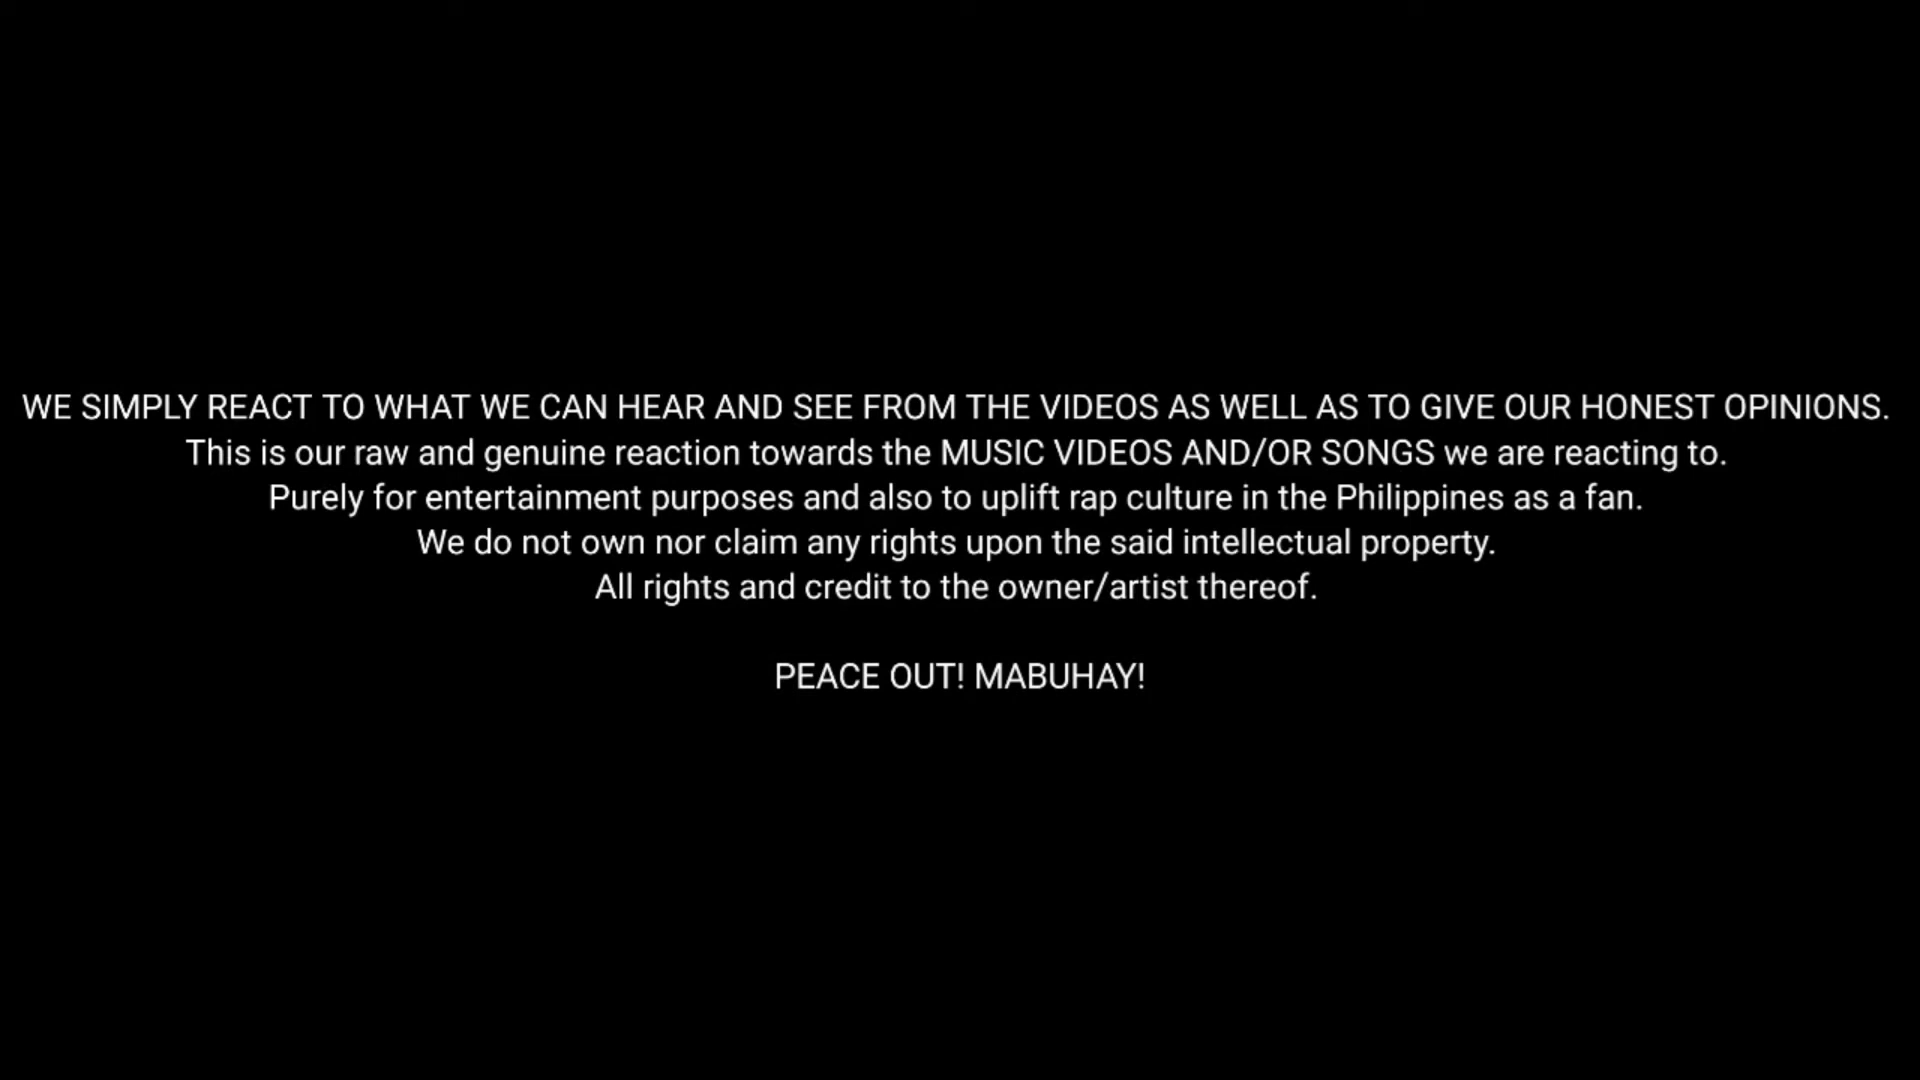 WE SIMPLY REACT TO WHAT WE CAN HEAR AND SEE FROM THE VIDEOS AS WELL AS TO GIVE OUR HONEST OPINIONS.
This is our raw and genuine reaction towards the MUSIC VIDEOS AND/OR SONGS we are reacting to.
Purely for entertainment purposes and also to uplift rap culture in the Philippines as a fan.
We do not own nor claim any rights upon the said intellectual property.
All rights and credit to the owner/artist thereof.
PEACE OUT! MABUHAY!